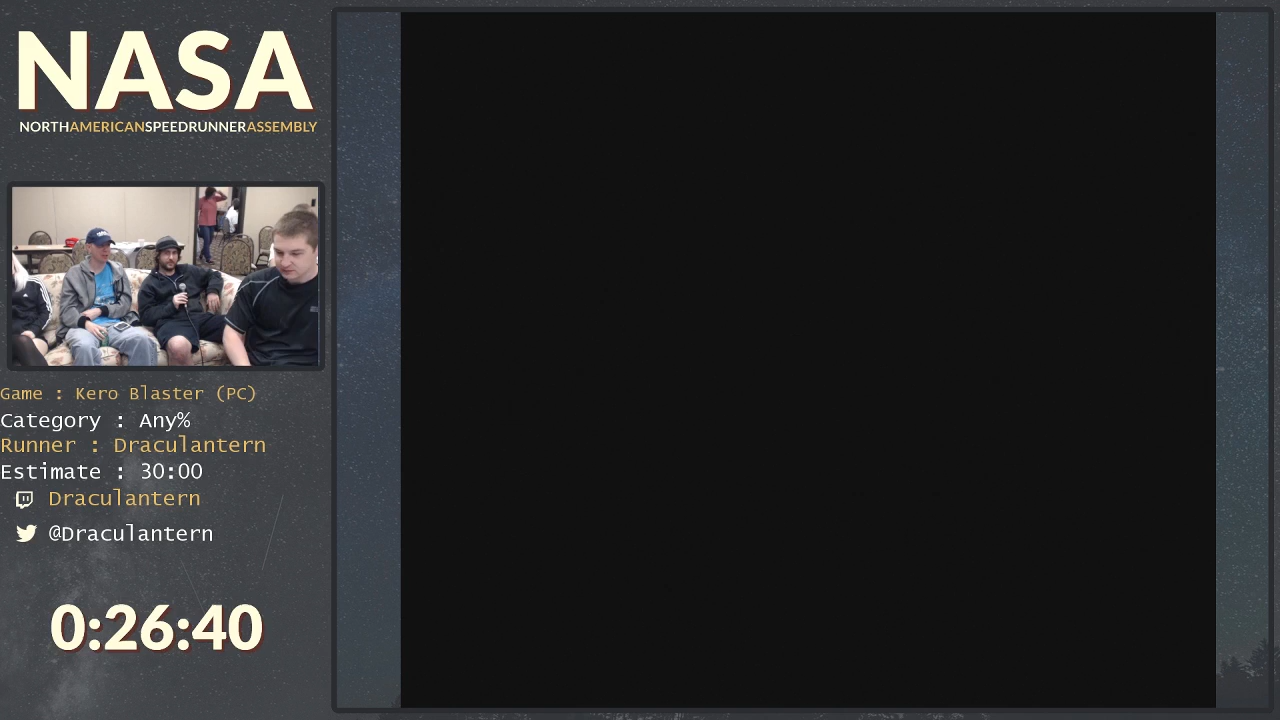 NASA
NORTHAMERICANSPEEDRUNNERASSEMBLY
Game : Kero Blaster (PC)
Category : Any%
Runner : Draculantern
Estimate : 30:00
Draculantern
@Draculantern
0:26:40